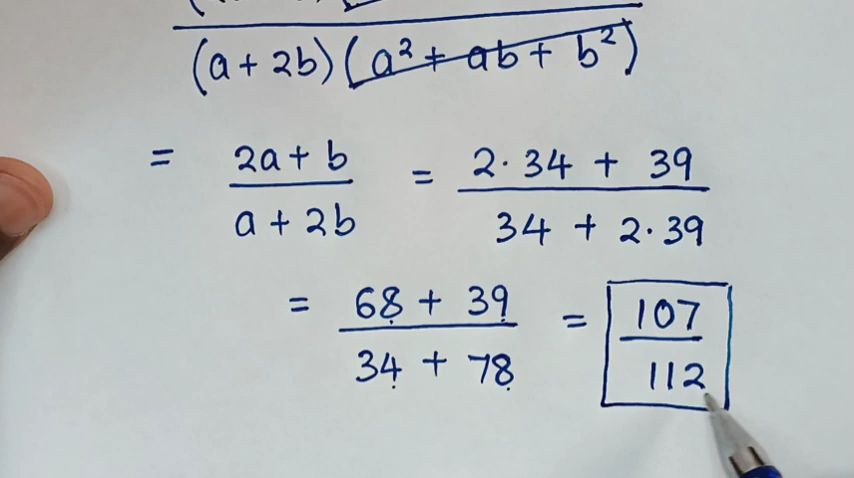 (a + 2b) (a² + ab + b²)
= 2a + b / a + 2b = 2·34 + 39 / 34 + 2·39
= 68 + 39 / 34 + 78 = 107 / 112